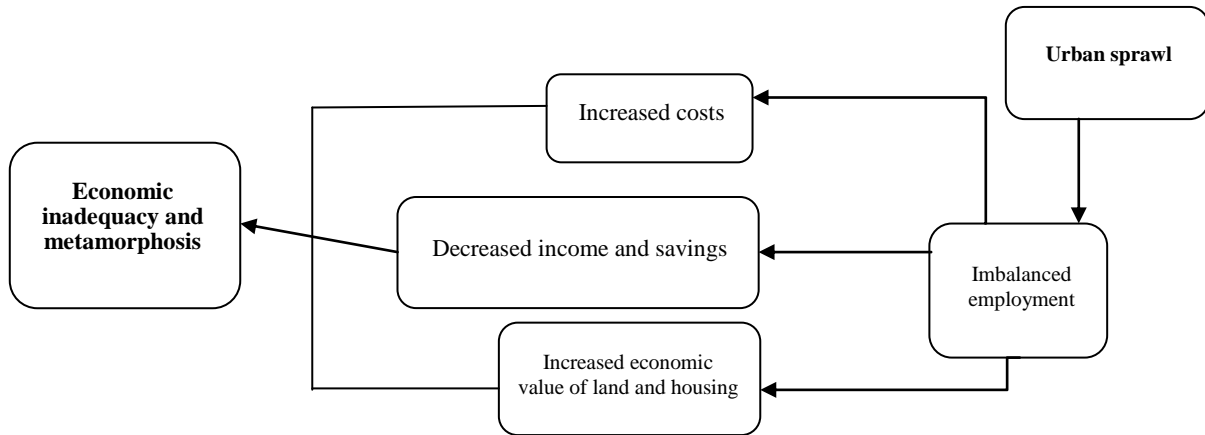 Urban sprawl
Increased costs
Economic
inadequacy and
metamorphosis
Decreased income and savings
Imbalanced
employment
Increased economic
value of land and housing